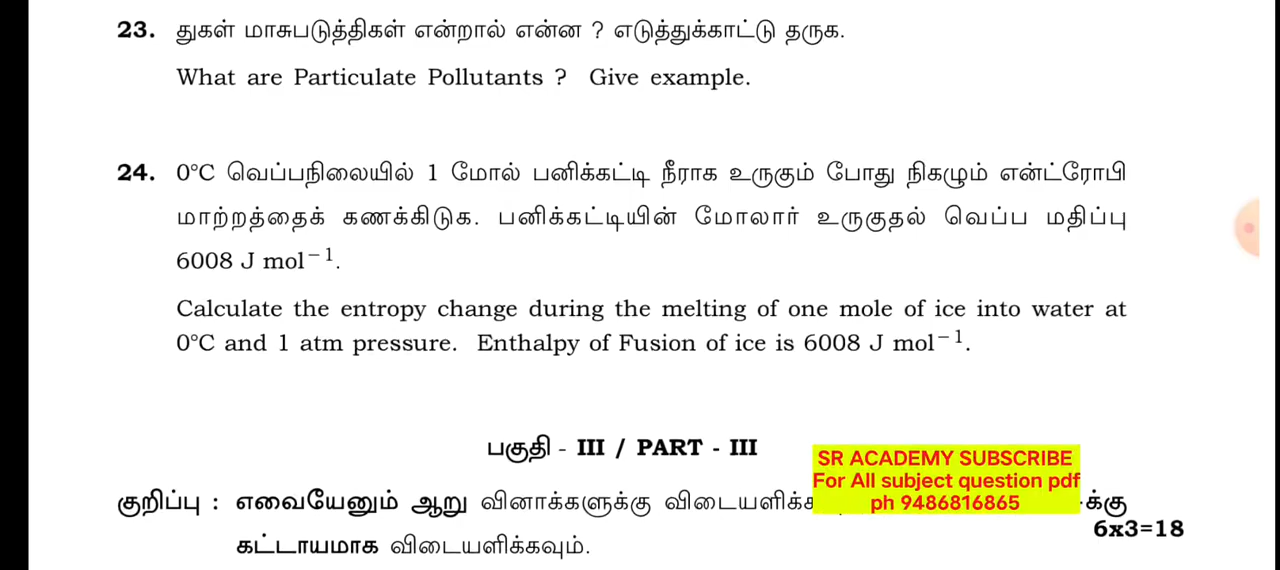 23. துகள் மாசுபடுத்திகள் என்றால் என்ன ? எடுத்துக்காட்டு தருக.
What are Particulate Pollutants ? Give example.
24. 0°C வெப்பநிலையில் 1 மோல் பனிக்கட்டி நீராக உருகும் போது நிகழும் என்ட்ரோபி
மாற்றத்தைக் கணக்கிடுக. பனிக்கட்டியின் மோலார் உருகுதல் வெப்ப மதிப்பு
6008 J mol⁻¹.
Calculate the entropy change during the melting of one mole of ice into water at
0°C and 1 atm pressure. Enthalpy of Fusion of ice is 6008 J mol⁻¹.
பகுதி - III / PART - III
SR ACADEMY SUBSCRIBE
For All subject question pdf
ph 9486816865
குறிப்பு : எவையேனும் ஆறு வினாக்களுக்கு
6x3=18
கட்டாயமாக விடையளிக்கவும்.